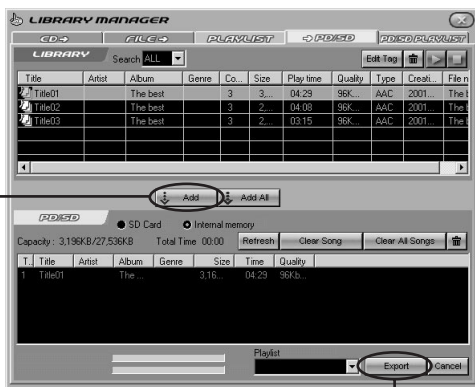 LIBRARY MANAGER
CD→ FILE→ PLAYLIST →PD/SD PD/SD PLAYLIST
LIBRARY Search ALL Edit Tag
Title Artist Album Genre Co... Size Play time Quality Type Creati... File n
Title01 The best 3 3,... 04:29 96K... AAC 2001... The b
Title02 The best 3 2,... 04:08 96K... AAC 2001... The b
Title03 The best 3 2,... 03:15 96K... AAC 2001... The b
Add Add All
PD/SD SD Card Internal memory
Capacity: 3,196KB/27,536KB Total Time 00:00 Refresh Clear Song Clear All Songs
T.. Title Artist Album Genre Size Time Quality
1 Title01 The ... 3,16... 04:29 96Kb...
Playlist
Export Cancel